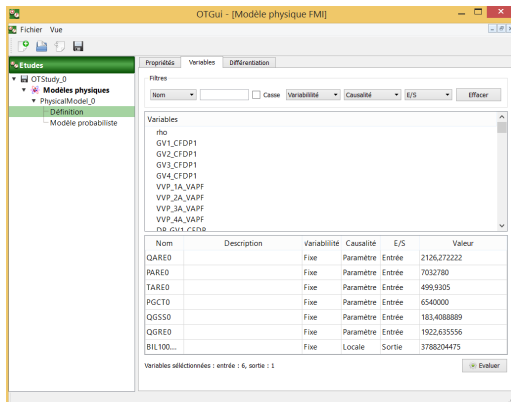 OTGui - [Modèle physique FMI]
Fichier Vue
Etudes
OTStudy_0
Modèles physiques
PhysicalModel_0
Définition
Modèle probabiliste
Propriétés Variables Différentiation
Filtres
Nom Casse Variabilité Causalité E/S Effacer
Variables
rho
GV1_CFDP1
GV2_CFDP1
GV3_CFDP1
GV4_CFDP1
VVP_1A_VAPF
VVP_2A_VAPF
VVP_3A_VAPF
VVP_4A_VAPF
DP_GV1_CFDP
Nom Description Variablilité Causalité E/S Valeur
QARE0 Fixe Paramètre Entrée 2126,272222
PARE0 Fixe Paramètre Entrée 7032780
TARE0 Fixe Paramètre Entrée 499,9305
PGCT0 Fixe Paramètre Entrée 6540000
QGSS0 Fixe Paramètre Entrée 183,4088889
QGRE0 Fixe Paramètre Entrée 1922,635556
BIL100.... Fixe Locale Sortie 3788204475
Variables séléctionnées : entrée : 6, sortie : 1 Evaluer